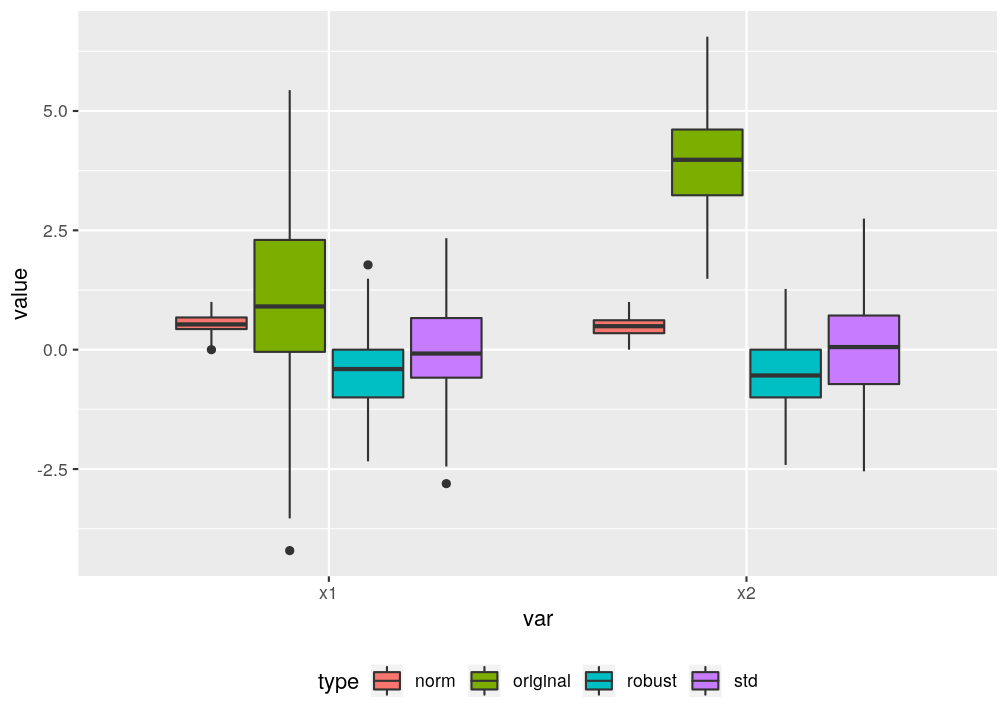 5.0
2.5
0.0
-2.5
value
x1 x2
var
type norm original robust std